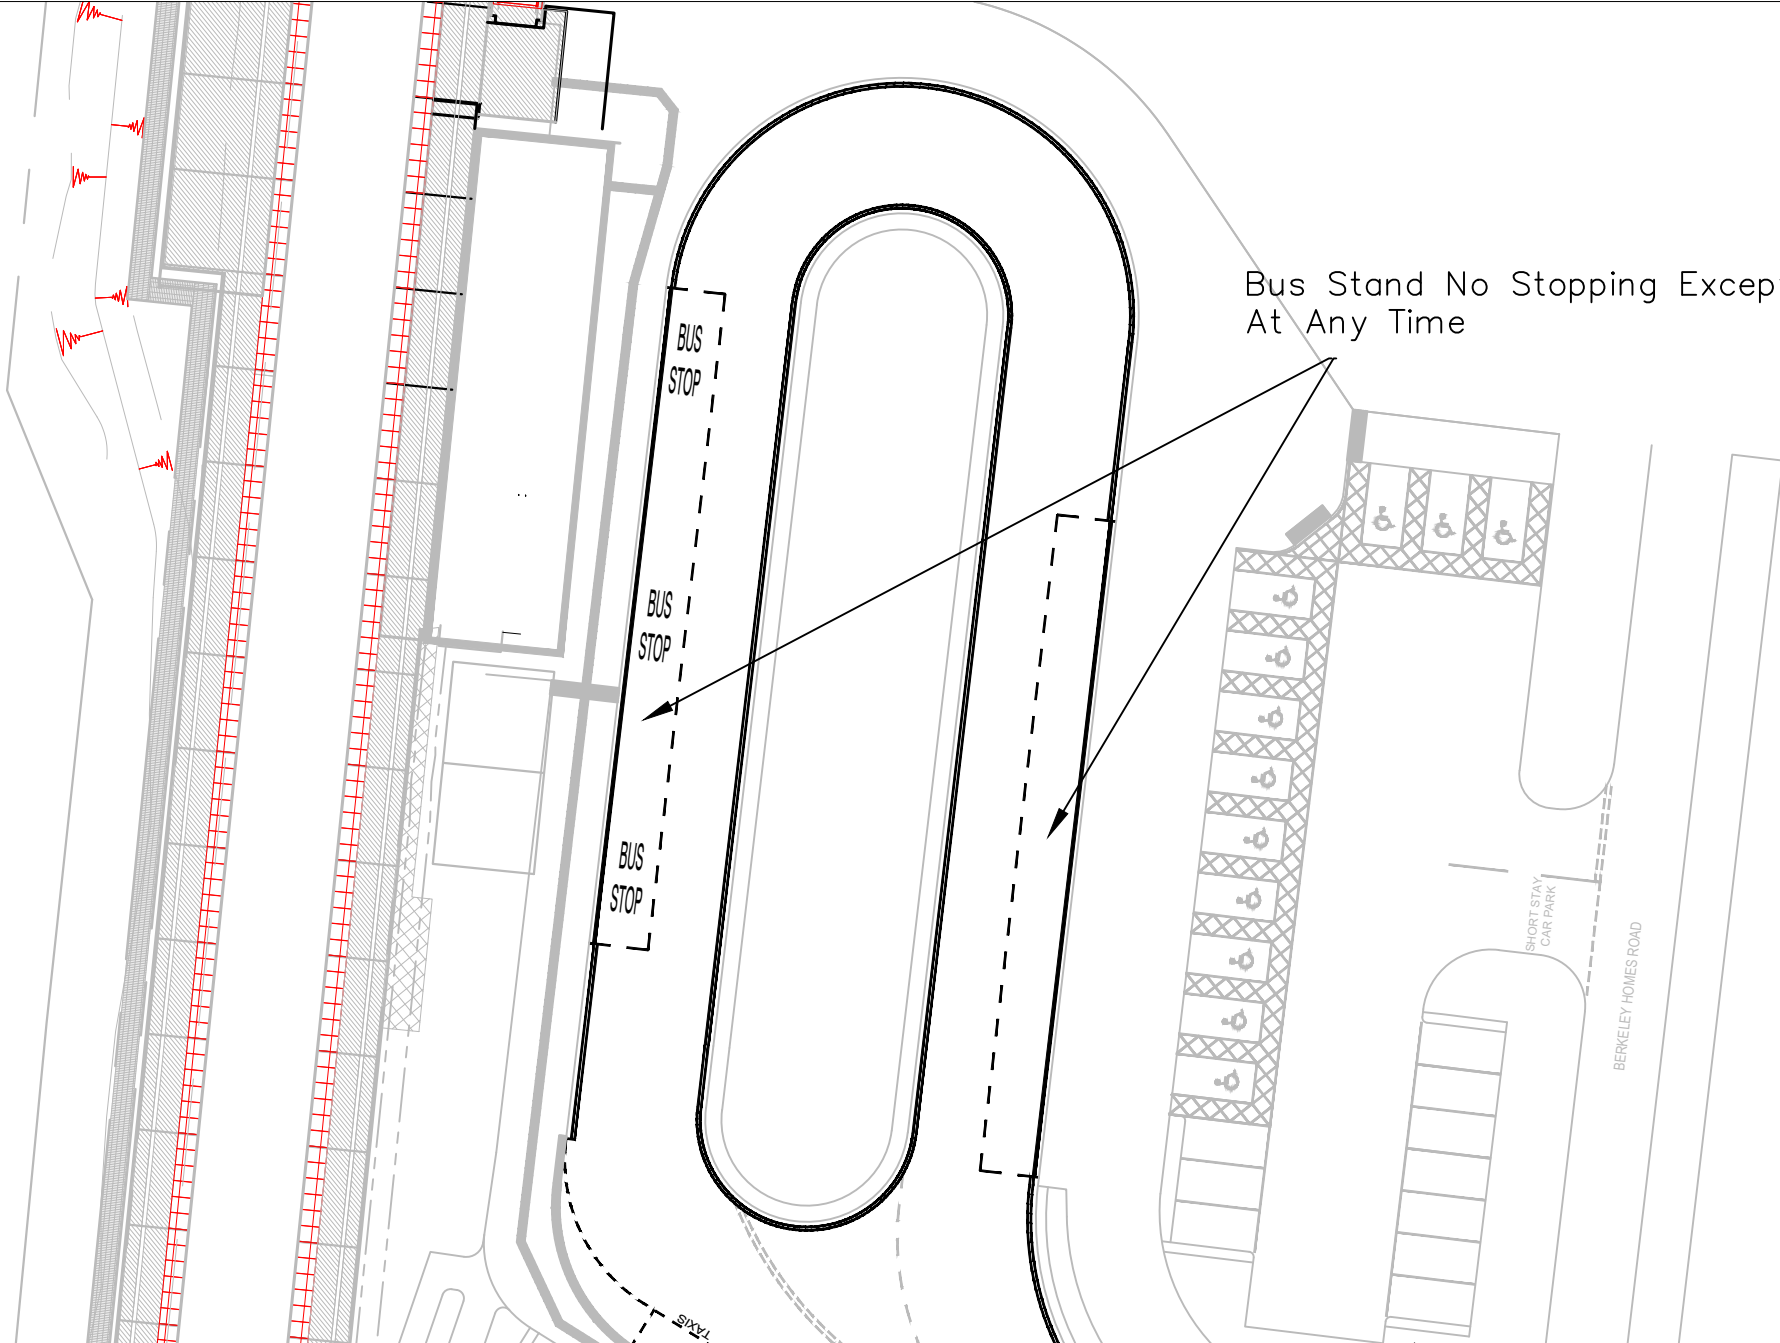 Bus Stand No Stopping Excep
At Any Time
BUS
STOP
BUS
STOP
BUS
STOP
SHORT STAY
CAR PARK
BERKELEY HOMES ROAD
TAXIS